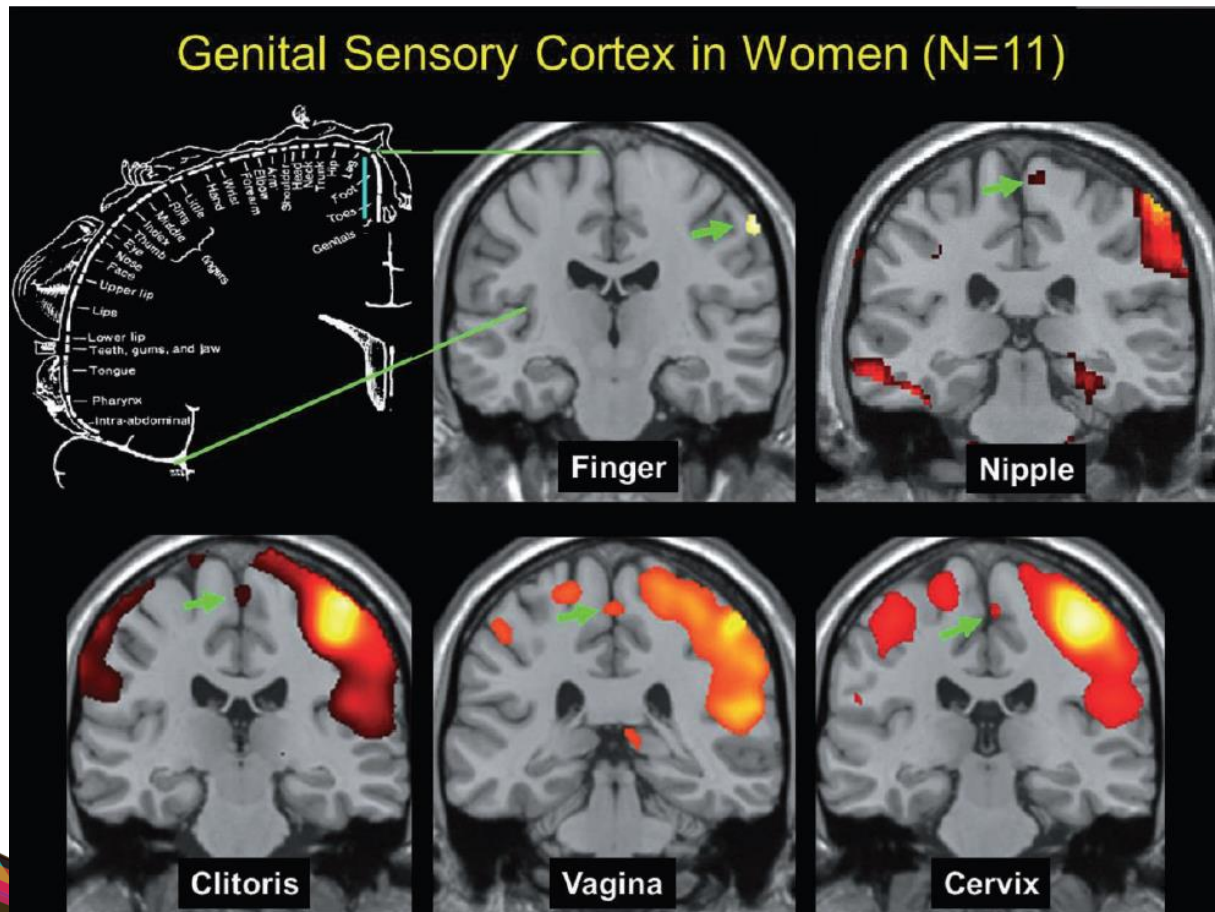 Genital Sensory Cortex in Women (N=11)
Leg
Hip
Trunk
Neck
Head
Shoulder
Arm
Elbow
Forearm
Wrist
Hand
Little
Ring
Middle
Index
Thumb
fingers
Eye
Nose
Face
Upper lip
Lips
Lower lip
Teeth, gums, and jaw
Tongue
Pharynx
Intra-abdominal
Foot
Toes
Genitals
Finger
Nipple
Clitoris
Vagina
Cervix